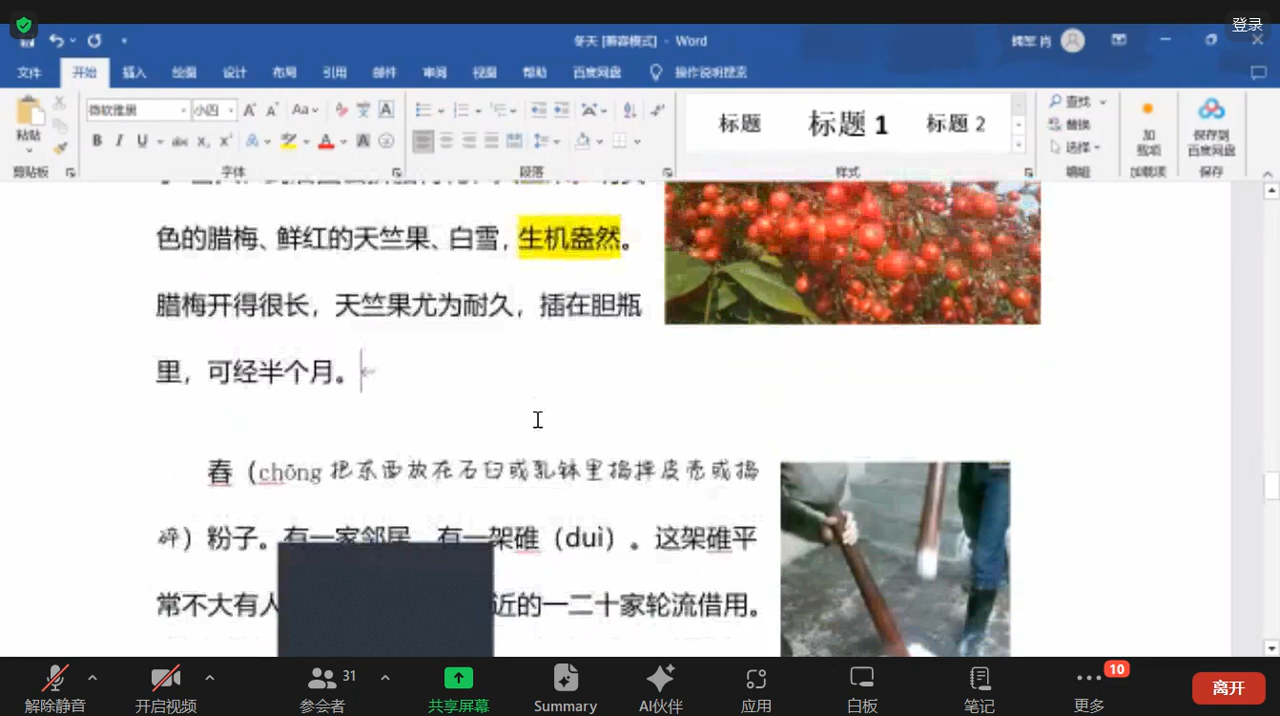 登录
冬天 [兼容模式] - Word
文件 开始 插入 绘图 设计 布局 引用 邮件 审阅 视图 帮助 百度网盘 操作说明搜索
微软雅黑 小四
粘贴
剪贴板 字体 段落
标题 标题 1 标题 2
样式
查找
替换
选择
编辑
加载项
加载项
保存到百度网盘
保存
色的腊梅、鲜红的天竺果、白雪，生机盎然。
腊梅开得很长，天竺果尤为耐久，插在胆瓶
里，可经半个月。
舂（chōng 把东西放在石臼或乳钵里捣掉皮壳或捣
碎）粉子。有一家邻居，有一架碓（duì）。这架碓平
常不大有人
近的一二十家轮流借用。
解除静音 开启视频 参会者 31 共享屏幕 Summary AI伙伴 应用 白板 笔记 更多 10 离开